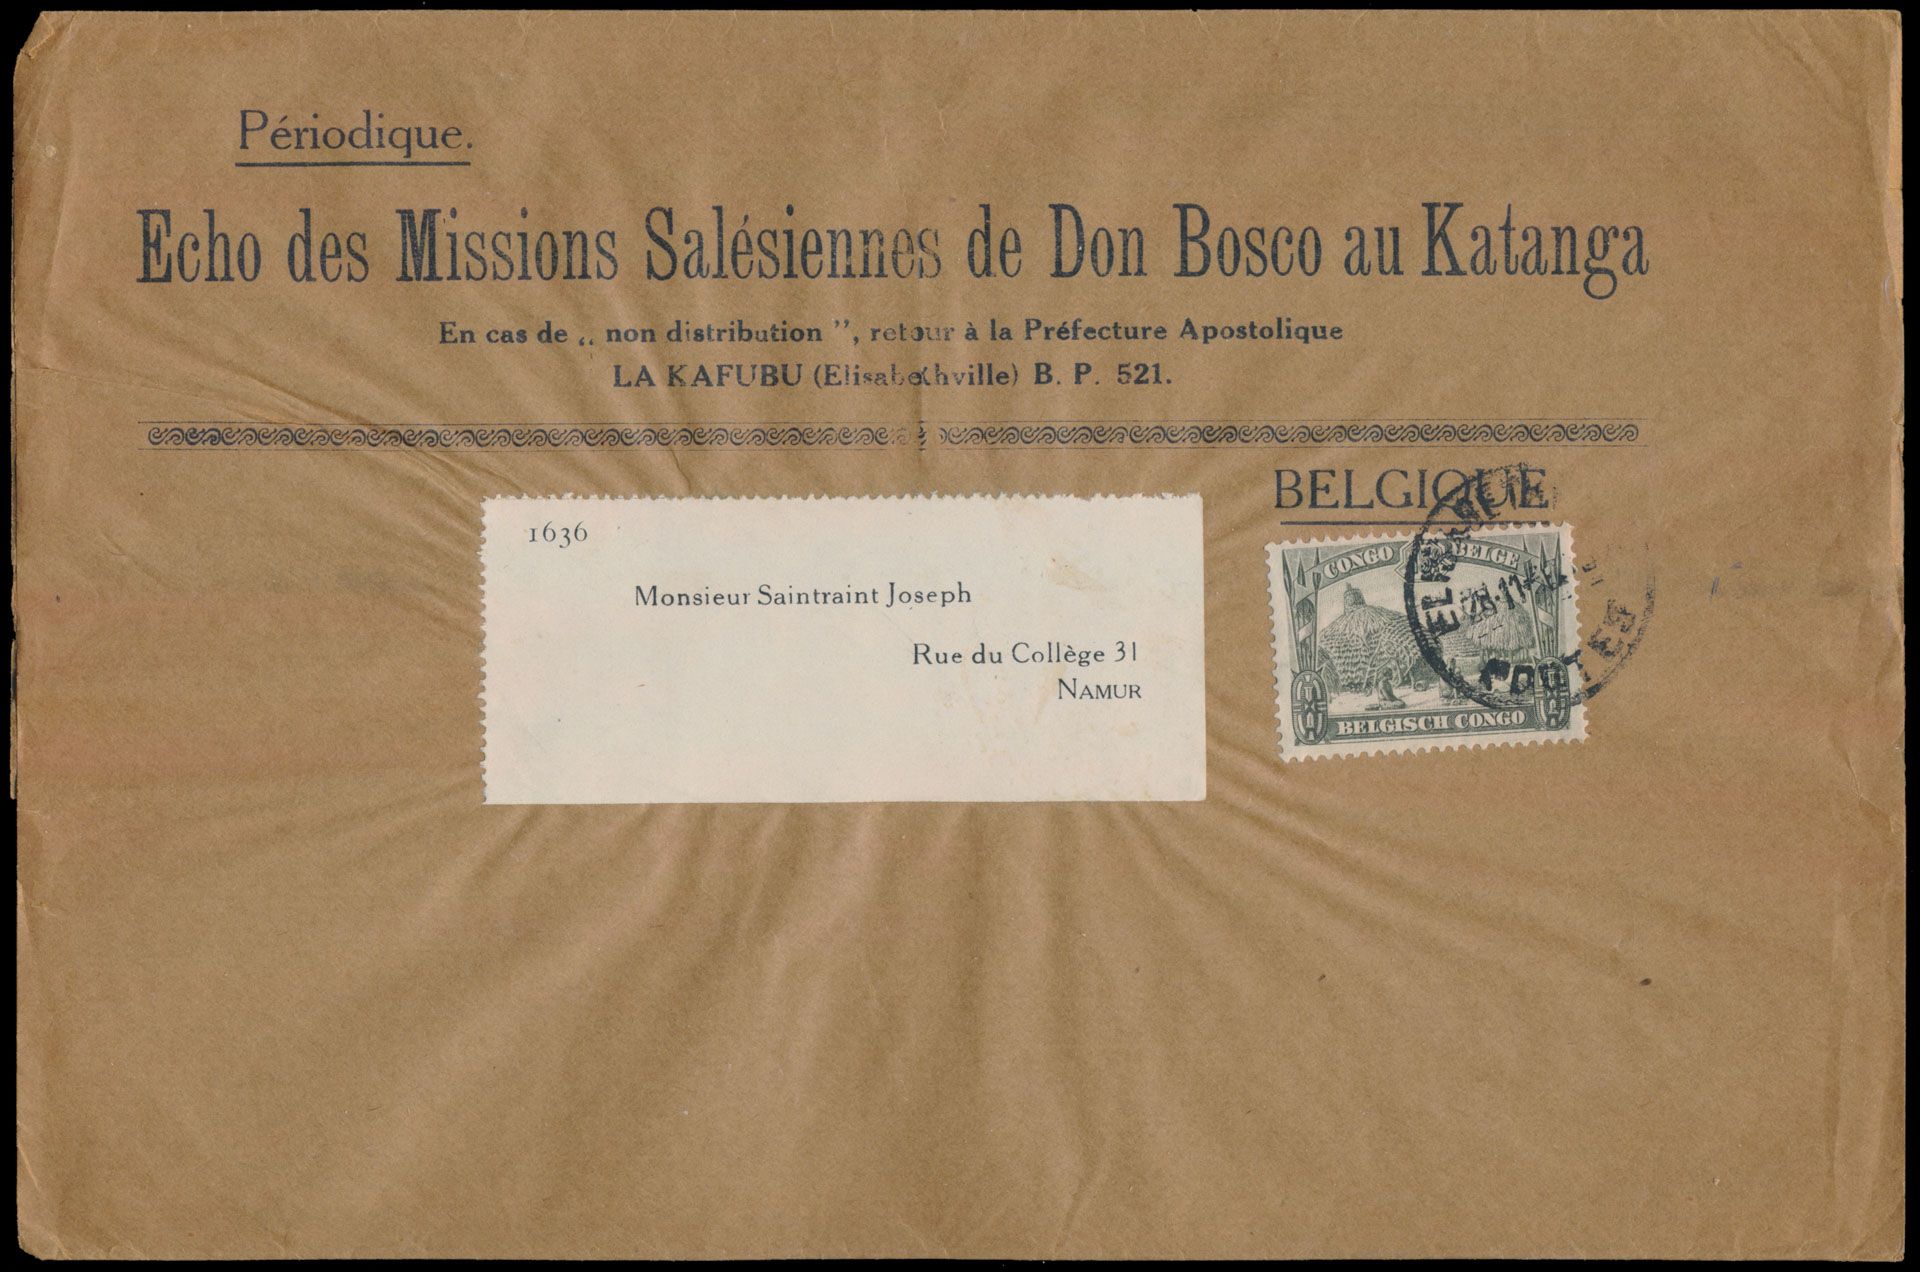 Périodique.
Echo des Missions Salésiennes de Don Bosco au Katanga
En cas de „ non distribution ”, retour à la Préfecture Apostolique
LA KAFUBU (Elisabethville) B. P. 521.
BELGIQUE
1636
Monsieur Saintraint Joseph
Rue du Collège 31
NAMUR
CONGO BELGE
BELGISCH CONGO
POSTES